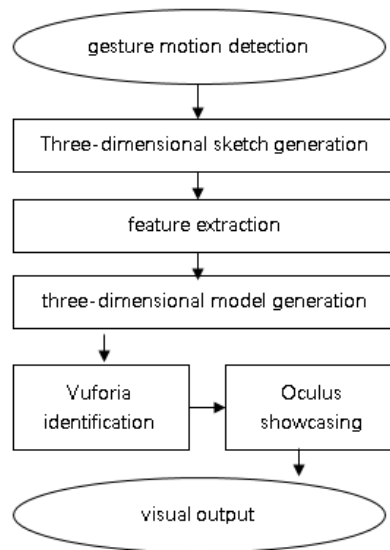 gesture motion detection
Three-dimensional sketch generation
feature extraction
three-dimensional model generation
Vuforia
identification
Oculus
showcasing
visual output